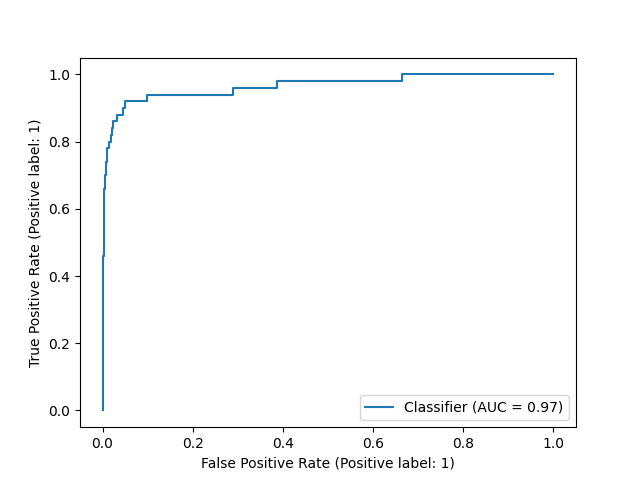 1.0
0.8
0.6
0.4
0.2
0.0
True Positive Rate (Positive label: 1)
Classifier (AUC = 0.97)
0.0 0.2 0.4 0.6 0.8 1.0
False Positive Rate (Positive label: 1)